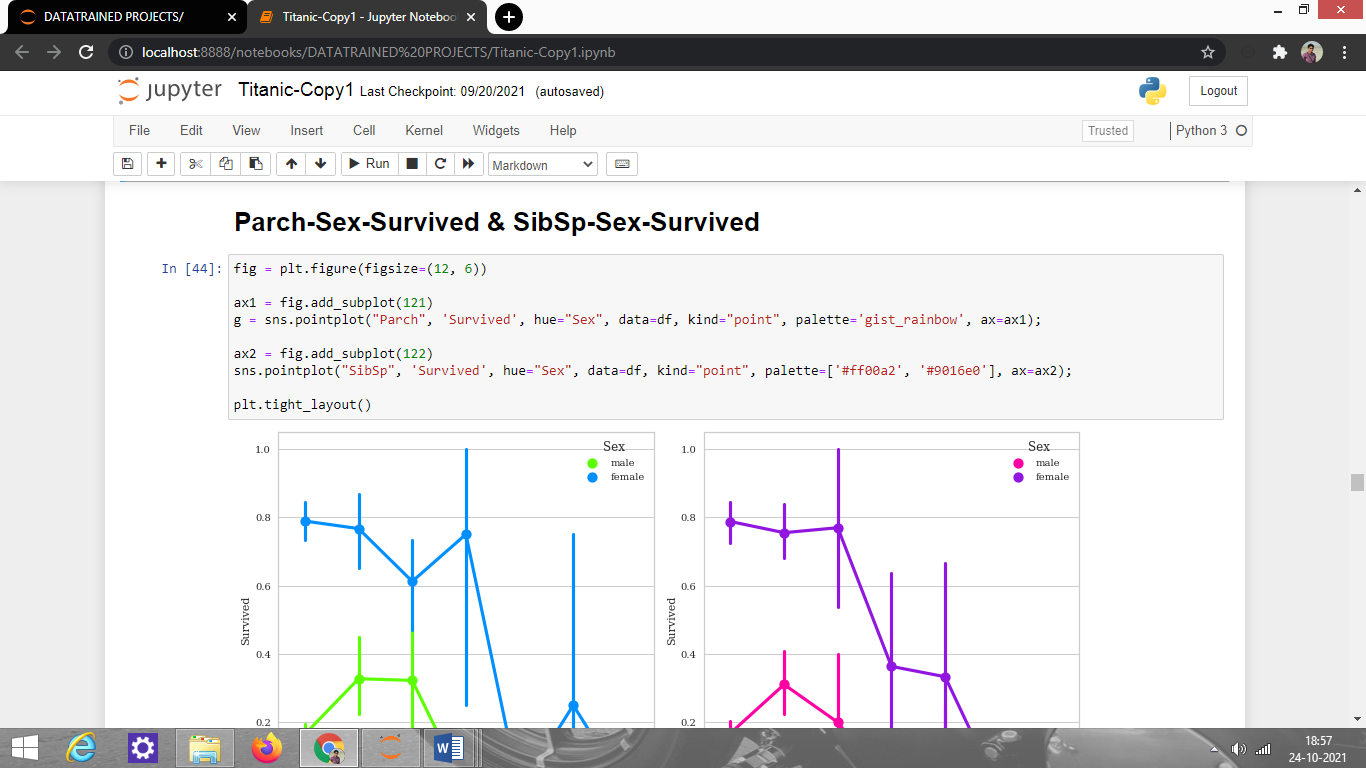 DATATRAINED PROJECTS/
Titanic-Copy1 - Jupyter Noteboo
localhost:8888/notebooks/DATATRAINED%20PROJECTS/Titanic-Copy1.ipynb
jupyter Titanic-Copy1 Last Checkpoint: 09/20/2021 (autosaved)
Logout
File Edit View Insert Cell Kernel Widgets Help
Trusted
Python 3
Run
Markdown
Parch-Sex-Survived & SibSp-Sex-Survived
In [44]:
fig = plt.figure(figsize=(12, 6))
ax1 = fig.add_subplot(121)
g = sns.pointplot("Parch", 'Survived', hue="Sex", data=df, kind="point", palette='gist_rainbow', ax=ax1);
ax2 = fig.add_subplot(122)
sns.pointplot("SibSp", 'Survived', hue="Sex", data=df, kind="point", palette=['#ff00a2', '#9016e0'], ax=ax2);
plt.tight_layout()
1.0
0.8
0.6
0.4
0.2
Survived
Sex
male
female
1.0
0.8
0.6
0.4
0.2
Survived
Sex
male
female
W
18:57
24-10-2021